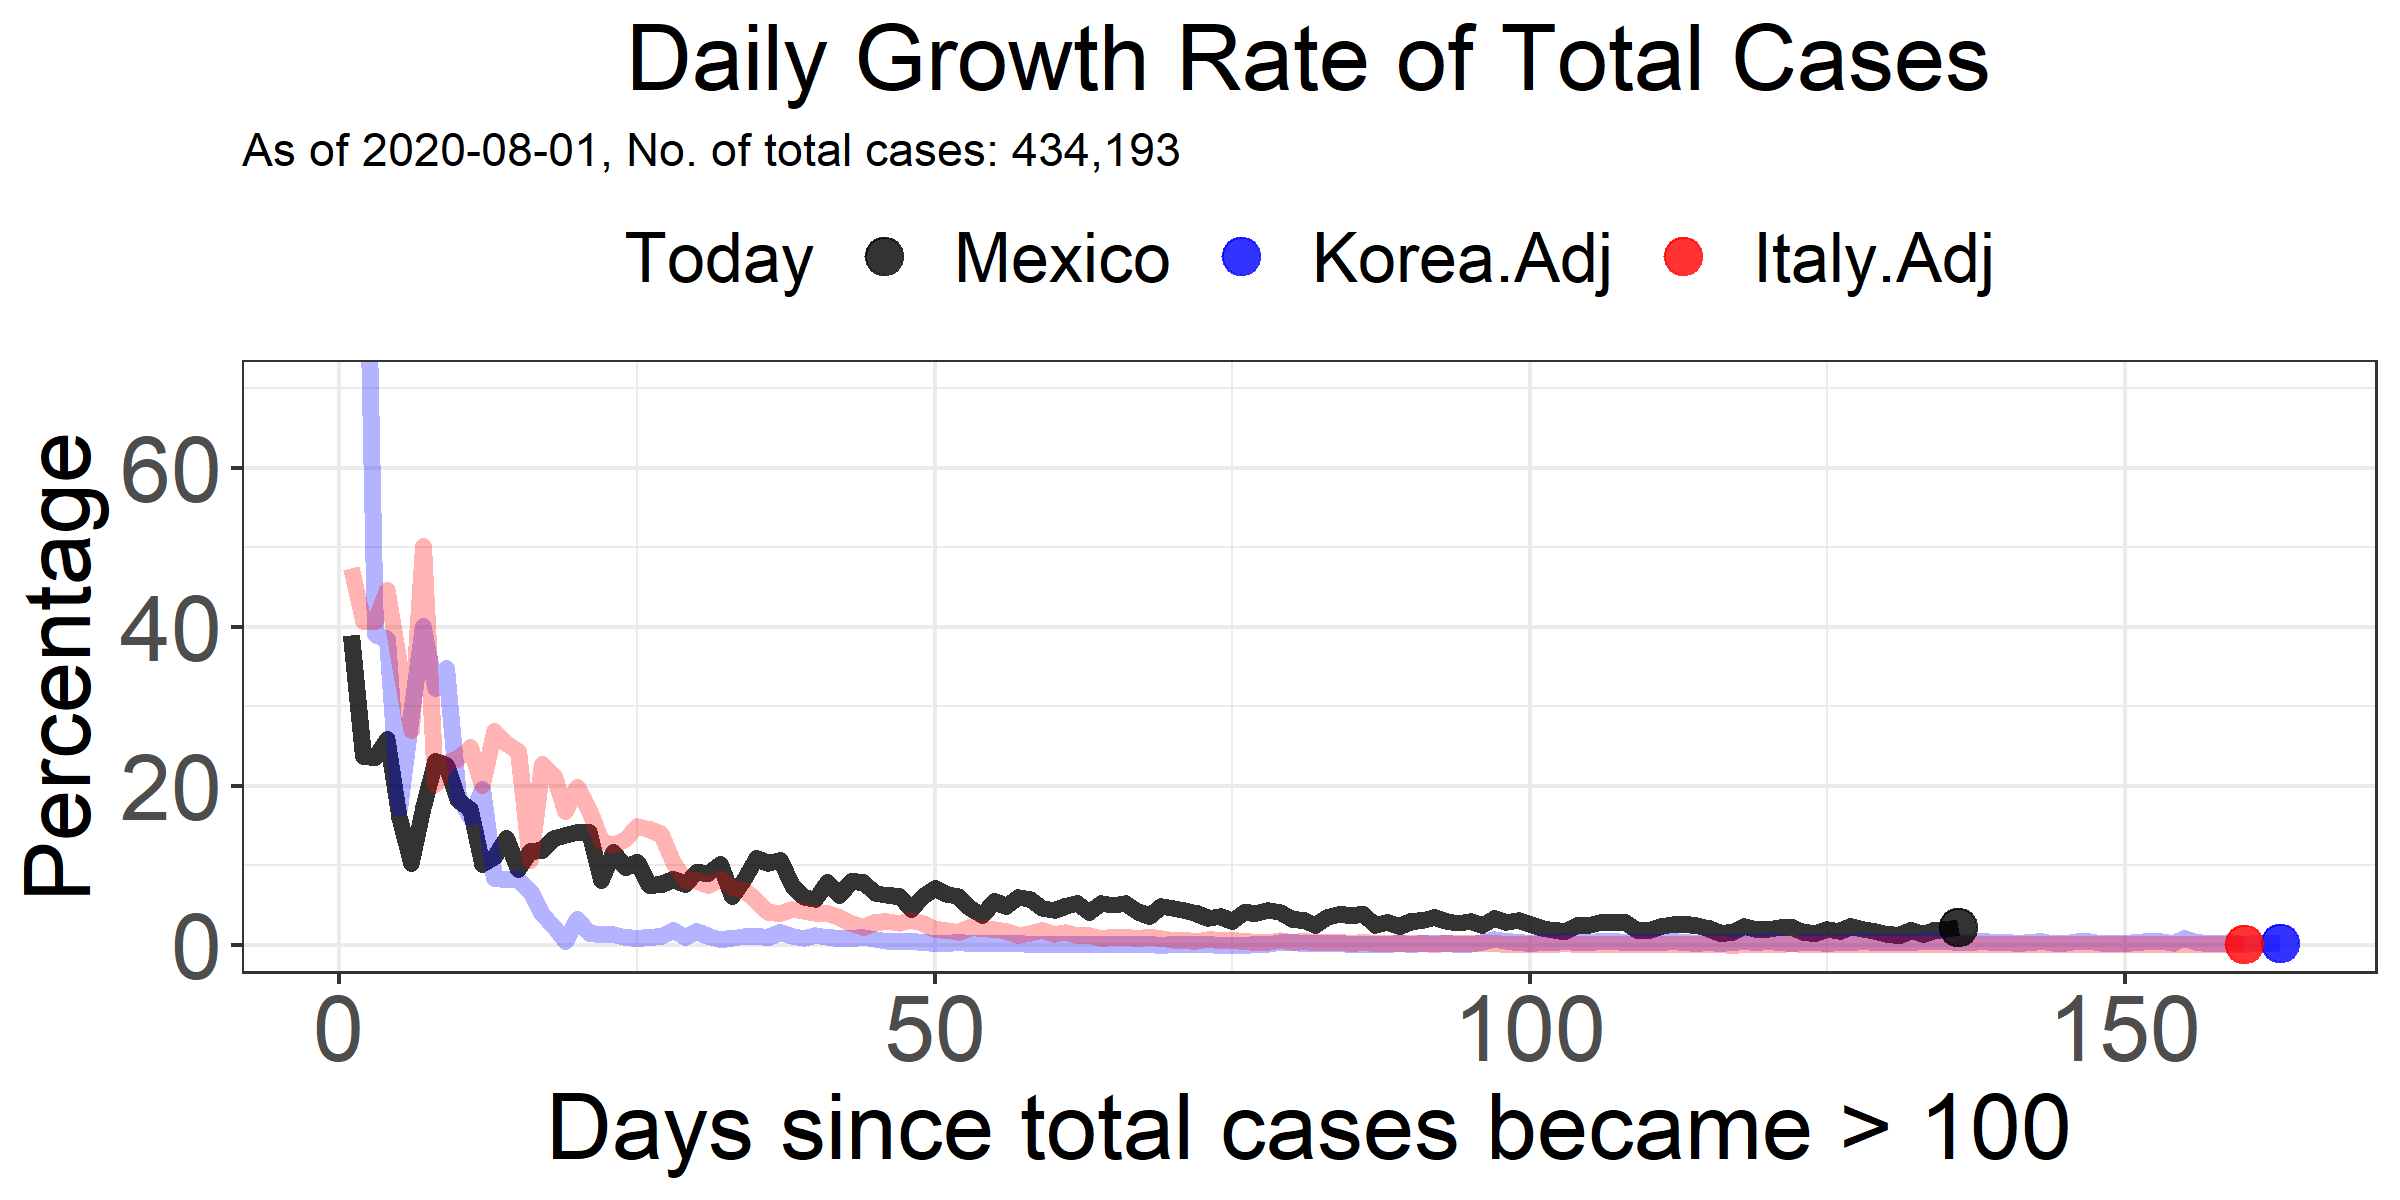 Daily Growth Rate of Total Cases
As of 2020-08-01, No. of total cases: 434,193
Today Mexico Korea.Adj Italy.Adj
Percentage
60
40
20
0
0 50 100 150
Days since total cases became > 100